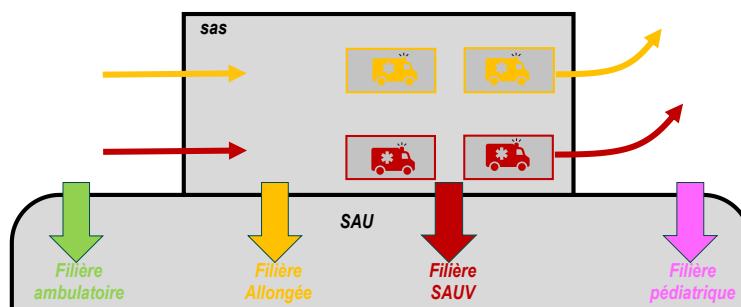 sas
SAU
Filière
ambulatoire
Filière
Allongée
Filière
SAUV
Filière
pédiatrique